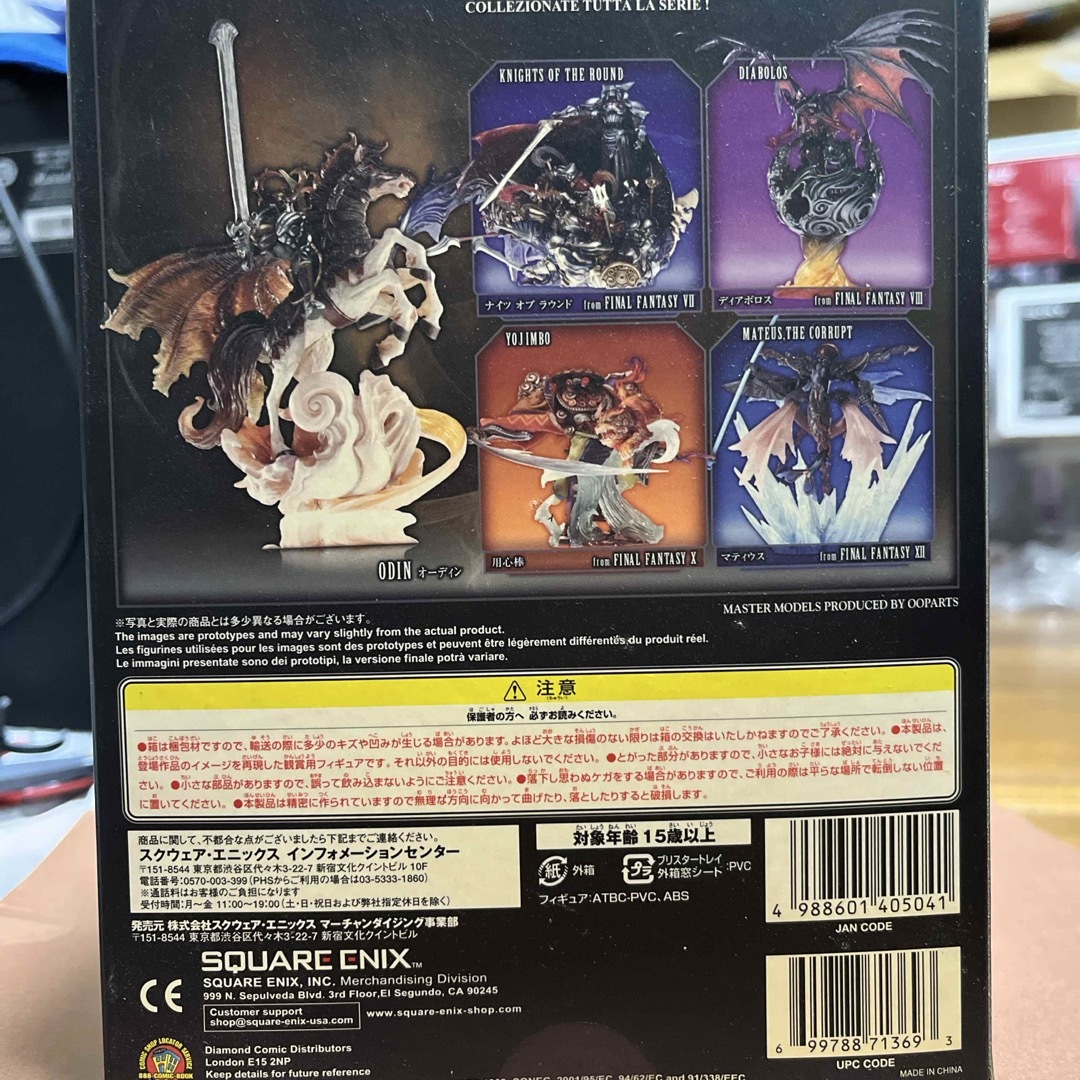 COLLEZIONATE TUTTA LA SERIE !
KNIGHTS OF THE ROUND
ナイツ オブ ラウンド from FINAL FANTASY VII
DIABOLOS
ディアボロス from FINAL FANTASY VIII
YOJIMBO
用心棒 from FINAL FANTASY X
MATEUS, THE CORRUPT
マティウス from FINAL FANTASY XII
ODIN オーディン
MASTER MODELS PRODUCED BY OOPARTS
※写真と実際の商品とは多少異なる場合がございます。
The images are prototypes and may vary slightly from the actual product.
Les figurines utilisées pour les images sont des prototypes et peuvent être légèrement différentes du produit réel.
Le immagini presentate sono dei prototipi, la versione finale potrà variare.
注意
保護者の方へ 必ずお読みください。
●箱は梱包材ですので、輸送の際に多少のキズや凹みが生じる場合があります。よほど大きな損傷のない限りは箱の交換はいたしかねますのでご了承ください。●本製品は、
登場作品のイメージを再現した観賞用フィギュアです。それ以外の目的には使用しないでください。●とがった部分がありますので、小さなお子様には絶対に与えないでくだ
さい。●小さな部品がありますので、誤って飲み込まないようにご注意ください。●落下し思わぬケガをする場合がありますので、ご利用の際は平らな場所で転倒しない位置
に置いてください。●本製品は精密に作られていますので無理な方向に向かって曲げたり、落としたりすると破損します。
商品に関して、不都合な点がございましたら下記までご連絡ください。
スクウェア・エニックス インフォメーションセンター
〒151-8544 東京都渋谷区代々木3-22-7 新宿文化クイントビル 10F
電話番号:0570-003-399 (PHSからご利用の場合は03-5333-1860)
※通話料はお客様のご負担になります
受付時間:月〜金 11:00〜19:00(土・日・祝日および弊社指定休日を除く)
対象年齢 15歳以上
紙 外箱
プラ ブリスタートレイ
外箱窓シート :PVC
フィギュア:ATBC-PVC、ABS
4 988601 405041
JAN CODE
発売元 株式会社スクウェア・エニックス マーチャンダイジング事業部
〒151-8544 東京都渋谷区代々木3-22-7 新宿文化クイントビル
SQUARE ENIX™
SQUARE ENIX, INC. Merchandising Division
999 N. Sepulveda Blvd. 3rd Floor,El Segundo, CA 90245
CE
Customer support
shop@square-enix-usa.com
www.square-enix-shop.com
6 99788 71369 3
UPC CODE
MADE IN CHINA
COMIC SHOP LOCATOR SERVICE
888-COMIC-BOOK
Diamond Comic Distributors
London E15 2NP
Keep details for future reference
2001/95/EC, 94/62/EC and 91/338/EEC